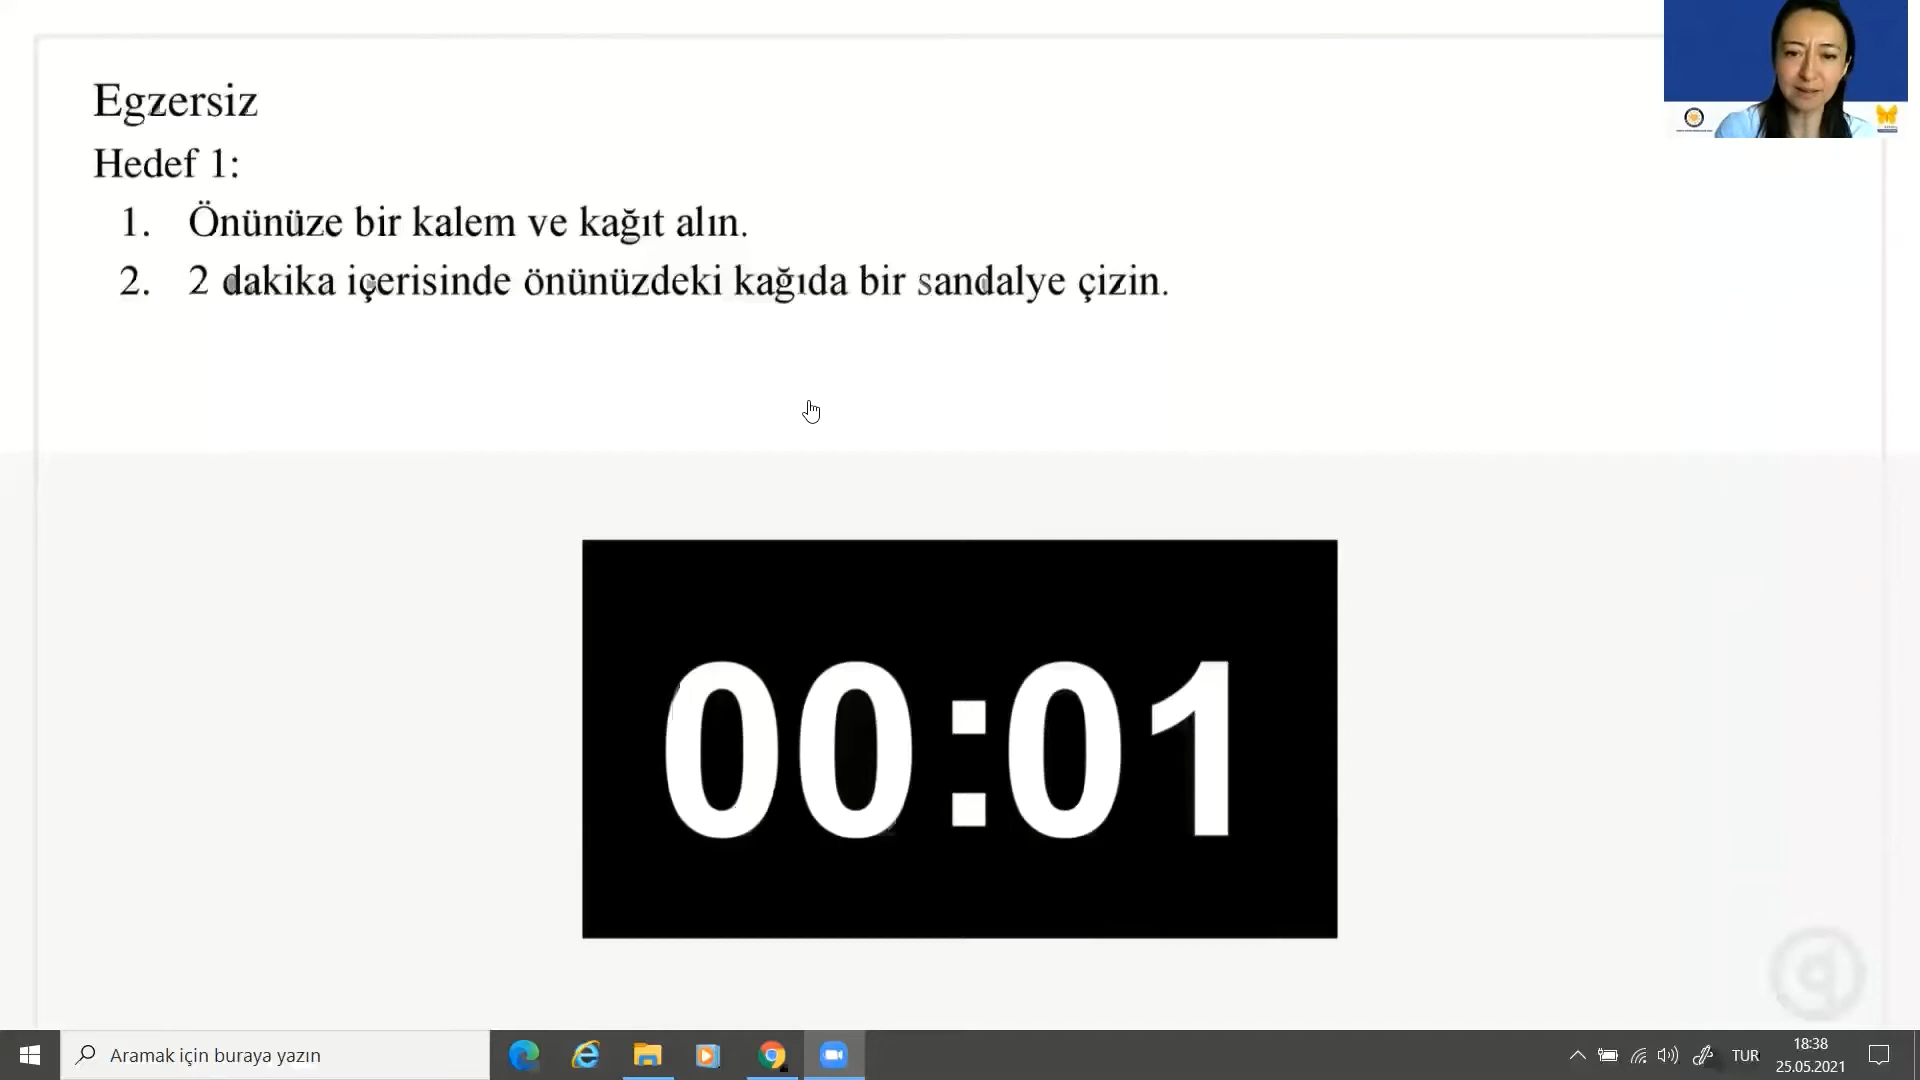 Egzersiz
Hedef 1:
1. Önünüze bir kalem ve kağıt alın.
2. 2 dakika içerisinde önünüzdeki kağıda bir sandalye çizin.
00:01
Aramak için buraya yazın
TUR
18:38
25.05.2021